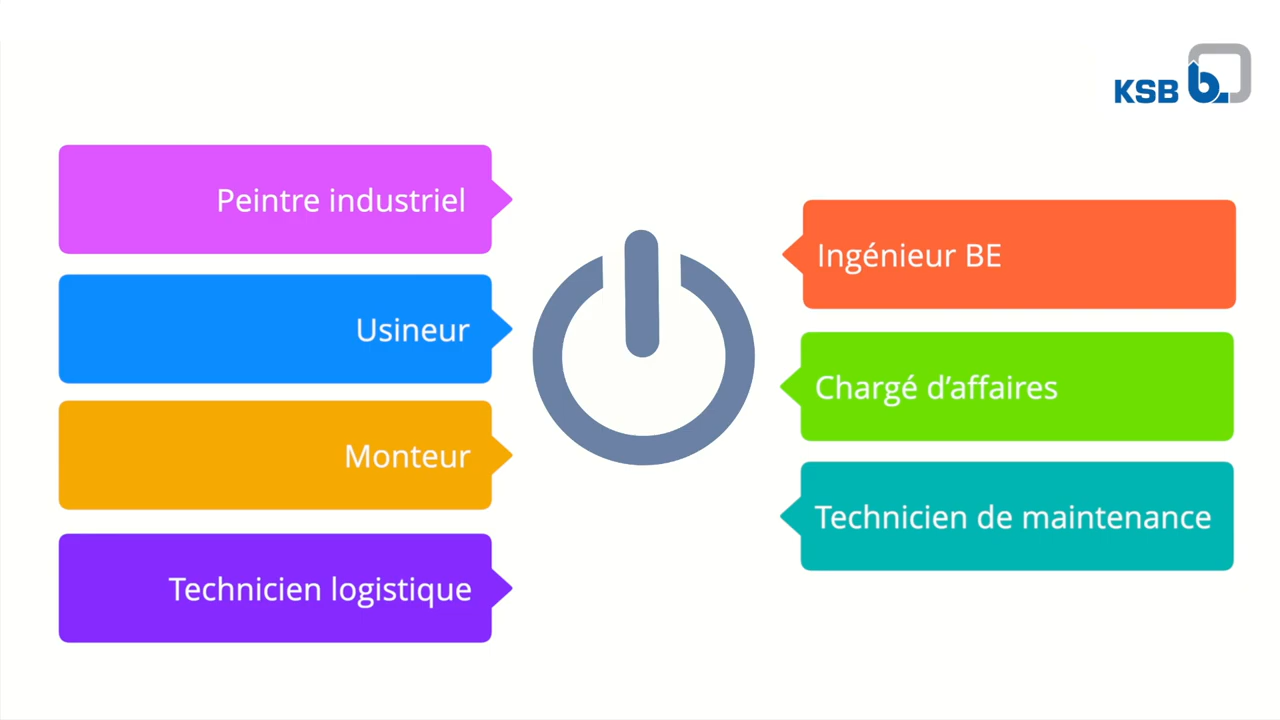 KSB
Peintre industriel
Usineur
Monteur
Technicien logistique
Ingénieur BE
Chargé d’affaires
Technicien de maintenance